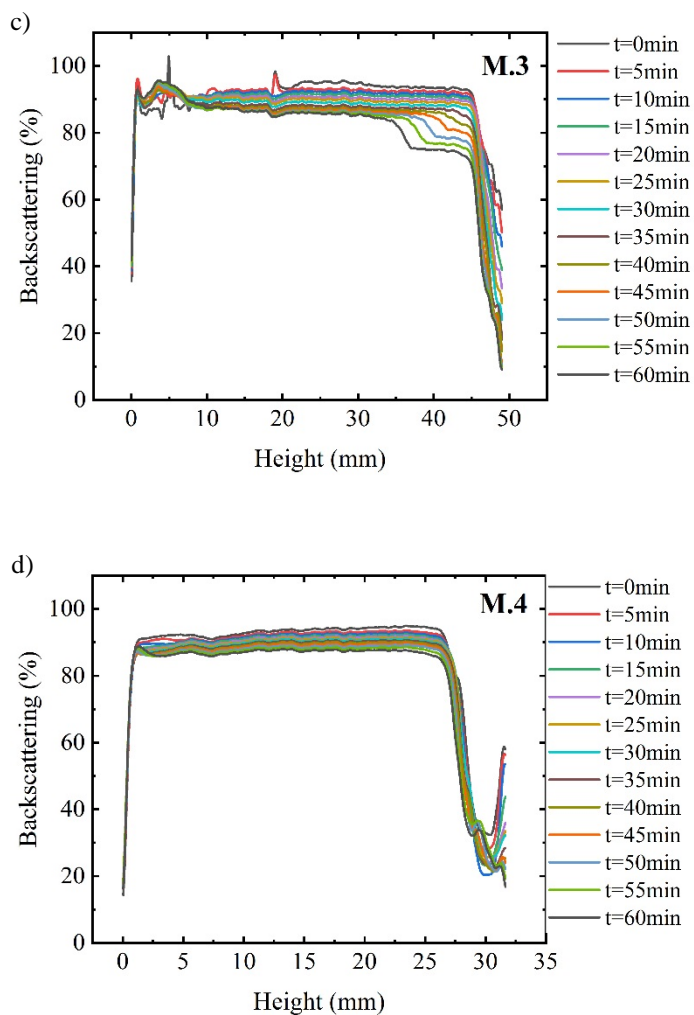 c)
M.3
100
80
60
40
20
0
Backscattering (%)
0 10 20 30 40 50
Height (mm)
t=0min
t=5min
t=10min
t=15min
t=20min
t=25min
t=30min
t=35min
t=40min
t=45min
t=50min
t=55min
t=60min
d)
M.4
100
80
60
40
20
0
Backscattering (%)
0 5 10 15 20 25 30 35
Height (mm)
t=0min
t=5min
t=10min
t=15min
t=20min
t=25min
t=30min
t=35min
t=40min
t=45min
t=50min
t=55min
t=60min